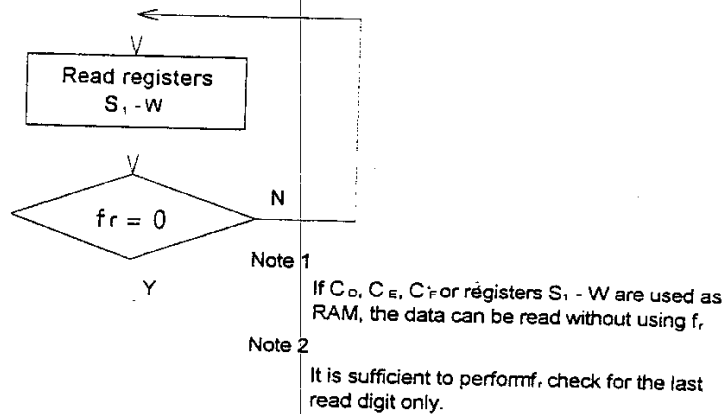 Read registers
S₁ - W
fr = 0
N
Y
Note 1
If C_D, C_E, C_F or registers S₁ - W are used as
RAM, the data can be read without using f_r
Note 2
It is sufficient to perform f_r check for the last
read digit only.